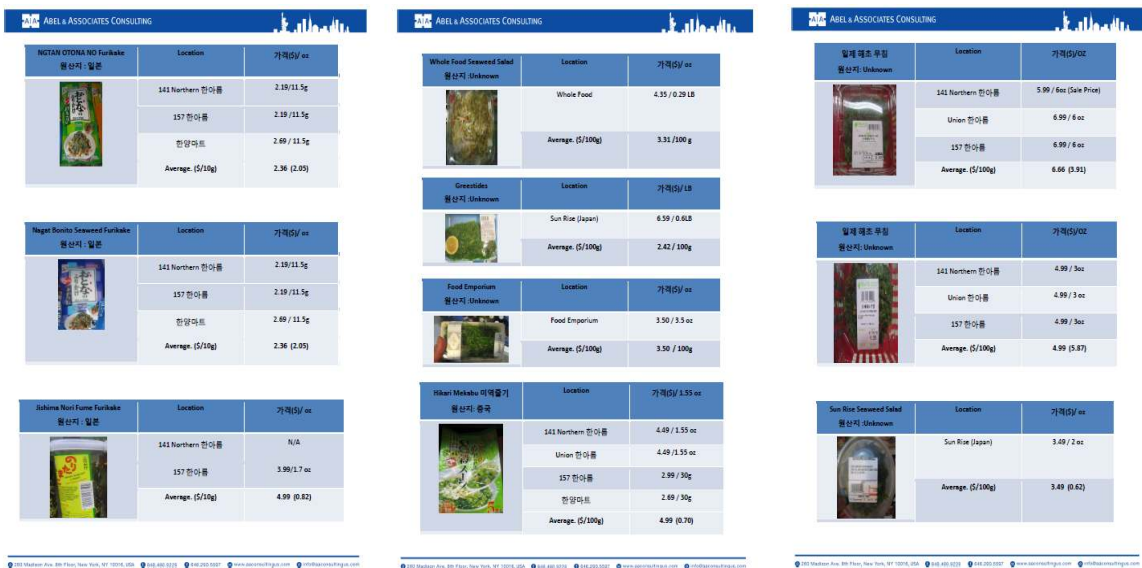 ABEL & ASSOCIATES CONSULTING
NGTAN OTONA NO Furikake
원산지 : 일본
Location
가격($)/ oz
141 Northern 한아름
2.19/11.5g
157 한아름
2.19 /11.5g
한양마트
2.69 / 11.5g
Average. ($/10g)
2.36 (2.05)
Nagat Bonito Seaweed Furikake
원산지 : 일본
Location
가격($)/ oz
141 Northern 한아름
2.19/11.5g
157 한아름
2.19 /11.5g
한양마트
2.69 / 11.5g
Average. ($/10g)
2.36 (2.05)
Jishima Nori Fume Furikake
원산지 : 일본
Location
가격($)/ oz
141 Northern 한아름
N/A
157 한아름
3.99/1.7 oz
Average. ($/10g)
4.99 (0.82)
ABEL & ASSOCIATES CONSULTING
Whole Food Seaweed Salad
원산지 :Unknown
Location
가격($)/ oz
Whole Food
4.35 / 0.29 LB
Average. ($/100g)
3.31 /100 g
Greestides
원산지 :Unknown
Location
가격($)/ LB
Sun Rise (Japan)
6.59 / 0.6LB
Average. ($/100g)
2.42 / 100g
Food Emporium
원산지 :Unknown
Location
가격($)/ oz
Food Emporium
3.50 / 3.5 oz
Average. ($/100g)
3.50 / 100g
Hikari Mekabu 미역줄기
원산지: 중국
Location
가격($)/ 1.55 oz
141 Northern 한아름
4.49 / 1.55 oz
Union 한아름
4.49 /1.55 oz
157 한아름
2.99 / 30g
한양마트
2.69 / 30g
Average. ($/100g)
4.99 (0.70)
ABEL & ASSOCIATES CONSULTING
일제 해초 무침
원산지: Unknown
Location
가격($)/OZ
141 Northern 한아름
5.99 / 6oz (Sale Price)
Union 한아름
6.99 / 6 oz
157 한아름
6.99 / 6 oz
Average. ($/100g)
6.66 (3.91)
일제 해초 무침
원산지: Unknown
Location
가격($)/OZ
141 Northern 한아름
4.99 / 3oz
Union 한아름
4.99 / 3 oz
157 한아름
4.99 / 3oz
Average. ($/100g)
4.99 (5.87)
Sun Rise Seaweed Salad
원산지 :Unknown
Location
가격($)/ oz
Sun Rise (Japan)
3.49 / 2 oz
Average. ($/100g)
3.49 (0.62)